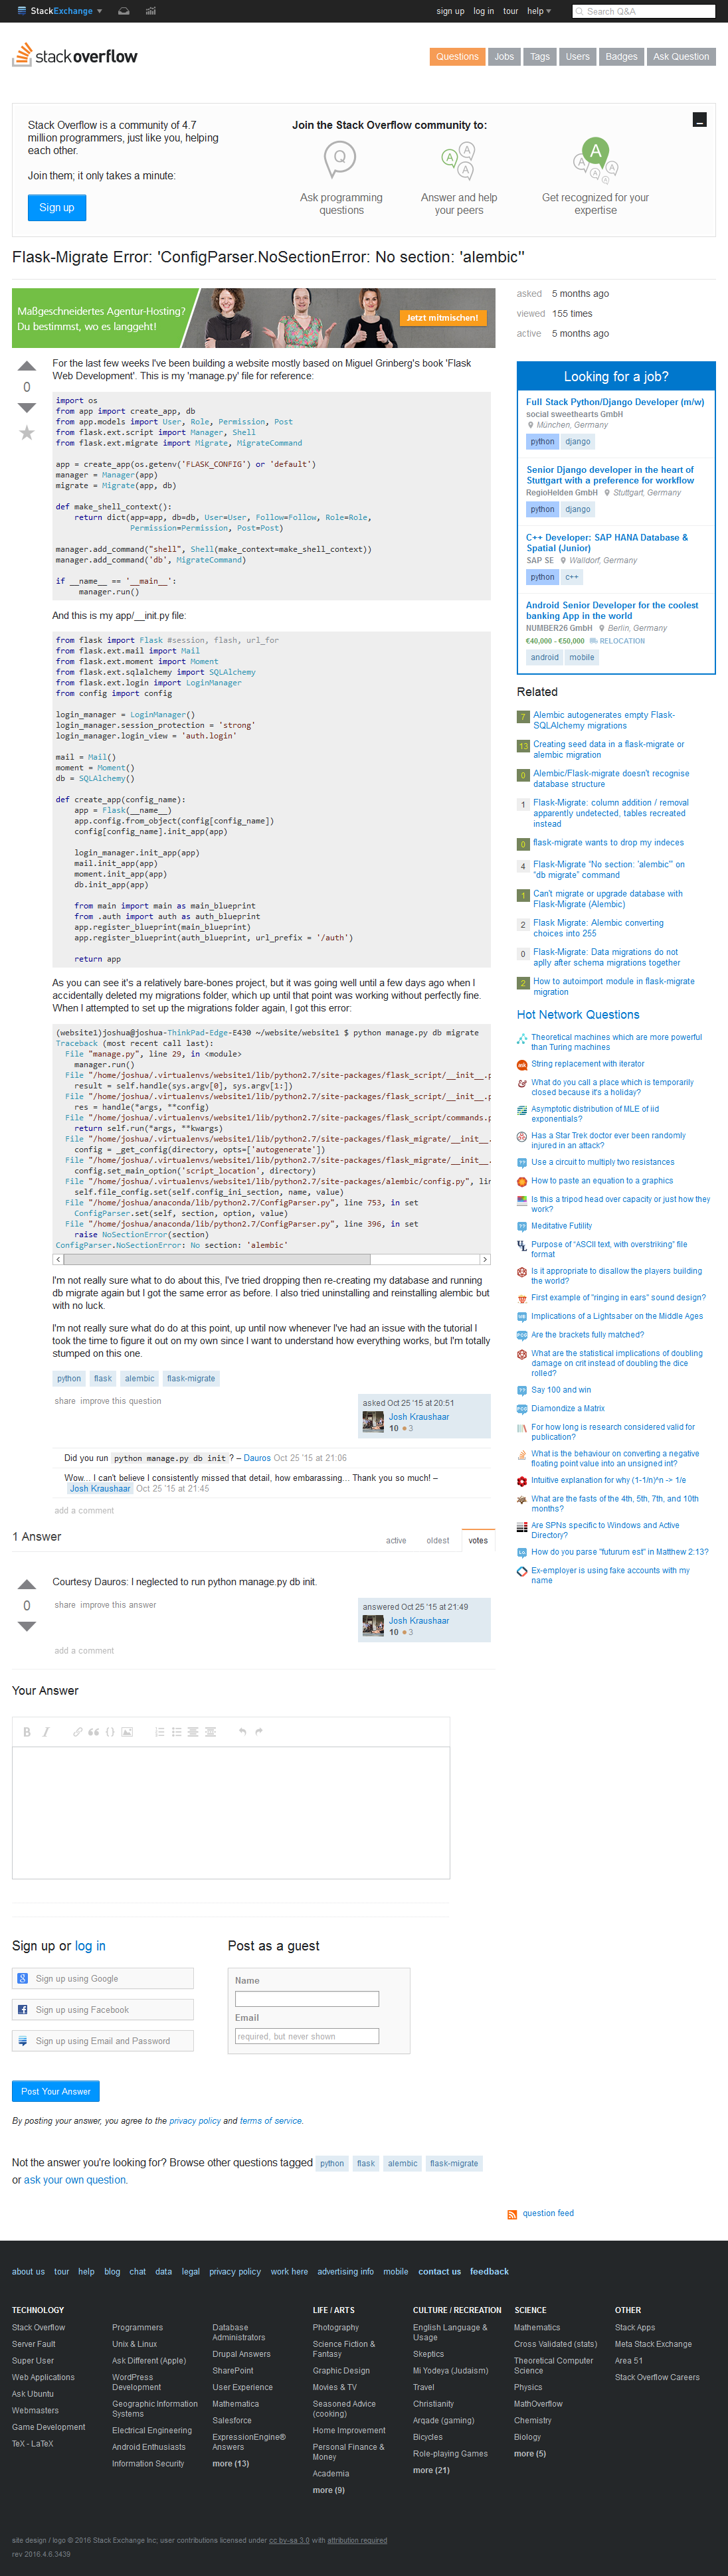 StackExchange
sign up log in tour help
Search Q&A
stackoverflow
Questions Jobs Tags Users Badges Ask Question
Stack Overflow is a community of 4.7
million programmers, just like you, helping
each other.
Join them; it only takes a minute:
Sign up
Join the Stack Overflow community to:
Q
A
A
A
A
A
A
A
Ask programming
questions
Answer and help
your peers
Get recognized for your
expertise
Flask-Migrate Error: 'ConfigParser.NoSectionError: No section: 'alembic''
Maßgeschneidertes Agentur-Hosting?
Du bestimmst, wo es langgeht!
Jetzt mitmischen!
0
For the last few weeks I've been building a website mostly based on Miguel Grinberg's book 'Flask
Web Development'. This is my 'manage.py' file for reference:
import os
from app import create_app, db
from app.models import User, Role, Permission, Post
from flask.ext.script import Manager, Shell
from flask.ext.migrate import Migrate, MigrateCommand
app = create_app(os.getenv('FLASK_CONFIG') or 'default')
manager = Manager(app)
migrate = Migrate(app, db)
def make_shell_context():
return dict(app=app, db=db, User=User, Follow=Follow, Role=Role,
Permission=Permission, Post=Post)
manager.add_command("shell", Shell(make_context=make_shell_context))
manager.add_command('db', MigrateCommand)
if __name__ == '__main__':
manager.run()
And this is my app/__init.py file:
from flask import Flask #session, flash, url_for
from flask.ext.mail import Mail
from flask.ext.moment import Moment
from flask.ext.sqlalchemy import SQLAlchemy
from flask.ext.login import LoginManager
from config import config
login_manager = LoginManager()
login_manager.session_protection = 'strong'
login_manager.login_view = 'auth.login'
mail = Mail()
moment = Moment()
db = SQLAlchemy()
def create_app(config_name):
app = Flask(__name__)
app.config.from_object(config[config_name])
config[config_name].init_app(app)
login_manager.init_app(app)
mail.init_app(app)
moment.init_app(app)
db.init_app(app)
from main import main as main_blueprint
from .auth import auth as auth_blueprint
app.register_blueprint(main_blueprint)
app.register_blueprint(auth_blueprint, url_prefix = '/auth')
return app
As you can see it's a relatively bare-bones project, but it was going well until a few days ago when I
accidentally deleted my migrations folder, which up until that point was working without perfectly fine.
When I attempted to set up the migrations folder again, I got this error:
(website1)joshua@joshua-ThinkPad-Edge-E430 ~/website/website1 $ python manage.py db migrate
Traceback (most recent call last):
File "manage.py", line 29, in <module>
manager.run()
File "/home/joshua/.virtualenvs/website1/lib/python2.7/site-packages/flask_script/__init__.p
result = self.handle(sys.argv[0], sys.argv[1:])
File "/home/joshua/.virtualenvs/website1/lib/python2.7/site-packages/flask_script/__init__.p
res = handle(*args, **config)
File "/home/joshua/.virtualenvs/website1/lib/python2.7/site-packages/flask_script/commands.p
return self.run(*args, **kwargs)
File "/home/joshua/.virtualenvs/website1/lib/python2.7/site-packages/flask_migrate/__init__.
config = _get_config(directory, opts=['autogenerate'])
File "/home/joshua/.virtualenvs/website1/lib/python2.7/site-packages/flask_migrate/__init__.
config.set_main_option('script_location', directory)
File "/home/joshua/.virtualenvs/website1/lib/python2.7/site-packages/alembic/config.py", lin
self.file_config.set(self.config_ini_section, name, value)
File "/home/joshua/anaconda/lib/python2.7/ConfigParser.py", line 753, in set
ConfigParser.set(self, section, option, value)
File "/home/joshua/anaconda/lib/python2.7/ConfigParser.py", line 396, in set
raise NoSectionError(section)
ConfigParser.NoSectionError: No section: 'alembic'
I'm not really sure what to do about this, I've tried dropping then re-creating my database and running
db migrate again but I got the same error as before. I also tried uninstalling and reinstalling alembic but
with no luck.
I'm not really sure what do do at this point, up until now whenever I've had an issue with the tutorial I
took the time to figure it out on my own since I want to understand how everything works, but I'm totally
stumped on this one.
python flask alembic flask-migrate
share improve this question
asked Oct 25 '15 at 20:51
Josh Kraushaar
10 3
Did you run python manage.py db init ? – Dauros Oct 25 '15 at 21:06
Wow... I can't believe I consistently missed that detail, how embarassing... Thank you so much! –
Josh Kraushaar Oct 25 '15 at 21:45
add a comment
1 Answer
active oldest votes
0
Courtesy Dauros: I neglected to run python manage.py db init.
share improve this answer
answered Oct 25 '15 at 21:49
Josh Kraushaar
10 3
add a comment
Your Answer
Sign up or log in
Sign up using Google
Sign up using Facebook
Sign up using Email and Password
Post as a guest
Name
Email
required, but never shown
Post Your Answer
By posting your answer, you agree to the privacy policy and terms of service.
Not the answer you're looking for? Browse other questions tagged python flask alembic flask-migrate
or ask your own question.
asked 5 months ago
viewed 155 times
active 5 months ago
Looking for a job?
Full Stack Python/Django Developer (m/w)
social sweethearts GmbH
München, Germany
python django
Senior Django developer in the heart of
Stuttgart with a preference for workflow
RegioHelden GmbH Stuttgart, Germany
python django
C++ Developer: SAP HANA Database &
Spatial (Junior)
SAP SE Walldorf, Germany
python c++
Android Senior Developer for the coolest
banking App in the world
NUMBER26 GmbH Berlin, Germany
€40,000 - €50,000 RELOCATION
android mobile
Related
7 Alembic autogenerates empty Flask-
SQLAlchemy migrations
13 Creating seed data in a flask-migrate or
alembic migration
0 Alembic/Flask-migrate doesn't recognise
database structure
1 Flask-Migrate: column addition / removal
apparently undetected, tables recreated
instead
0 flask-migrate wants to drop my indeces
4 Flask-Migrate "No section: 'alembic'" on
"db migrate" command
1 Can't migrate or upgrade database with
Flask-Migrate (Alembic)
2 Flask Migrate: Alembic converting
choices into 255
0 Flask-Migrate: Data migrations do not
aplly after schema migrations together
2 How to autoimport module in flask-migrate
migration
Hot Network Questions
Theoretical machines which are more powerful
than Turing machines
String replacement with iterator
What do you call a place which is temporarily
closed because it's a holiday?
Asymptotic distribution of MLE of iid
exponentials?
Has a Star Trek doctor ever been randomly
injured in an attack?
Use a circuit to multiply two resistances
How to paste an equation to a graphics
Is this a tripod head over capacity or just how they
work?
Meditative Futility
Purpose of "ASCII text, with overstriking" file
format
Is it appropriate to disallow the players building
the world?
First example of "ringing in ears" sound design?
Implications of a Lightsaber on the Middle Ages
Are the brackets fully matched?
What are the statistical implications of doubling
damage on crit instead of doubling the dice
rolled?
Say 100 and win
Diamondize a Matrix
For how long is research considered valid for
publication?
What is the behaviour on converting a negative
floating point value into an unsigned int?
Intuitive explanation for why (1-1/n)^n -> 1/e
What are the fasts of the 4th, 5th, 7th, and 10th
months?
Are SPNs specific to Windows and Active
Directory?
How do you parse "futurum est" in Matthew 2:13?
Ex-employer is using fake accounts with my
name
question feed
about us tour help blog chat data legal privacy policy work here advertising info mobile contact us feedback
TECHNOLOGY
Stack Overflow
Server Fault
Super User
Web Applications
Ask Ubuntu
Webmasters
Game Development
TeX - LaTeX
Programmers
Unix & Linux
Ask Different (Apple)
WordPress
Development
Geographic Information
Systems
Electrical Engineering
Android Enthusiasts
Information Security
Database
Administrators
Drupal Answers
SharePoint
User Experience
Mathematica
Salesforce
ExpressionEngine®
Answers
more (13)
LIFE / ARTS
Photography
Science Fiction &
Fantasy
Graphic Design
Movies & TV
Seasoned Advice
(cooking)
Home Improvement
Personal Finance &
Money
Academia
more (9)
CULTURE / RECREATION
English Language &
Usage
Skeptics
Mi Yodeya (Judaism)
Travel
Christianity
Arqade (gaming)
Bicycles
Role-playing Games
more (21)
SCIENCE
Mathematics
Cross Validated (stats)
Theoretical Computer
Science
Physics
MathOverflow
Chemistry
Biology
more (5)
OTHER
Stack Apps
Meta Stack Exchange
Area 51
Stack Overflow Careers
site design / logo © 2016 Stack Exchange Inc; user contributions licensed under cc by-sa 3.0 with attribution required
rev 2016.4.6.3439